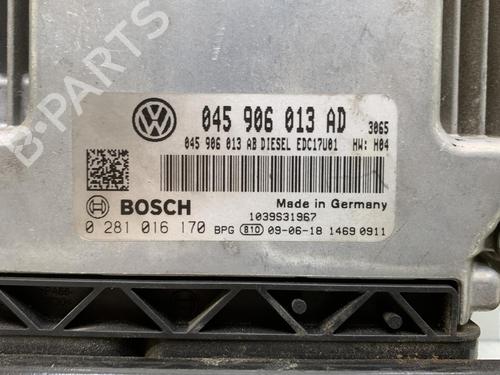 045 906 013 AD 3065
045 906 013 AB DIESEL EDC17U01 HW: H04
BOSCH Made in Germany
1039S31967
0 281 016 170 BPG 810 09-06-18 1469 0911